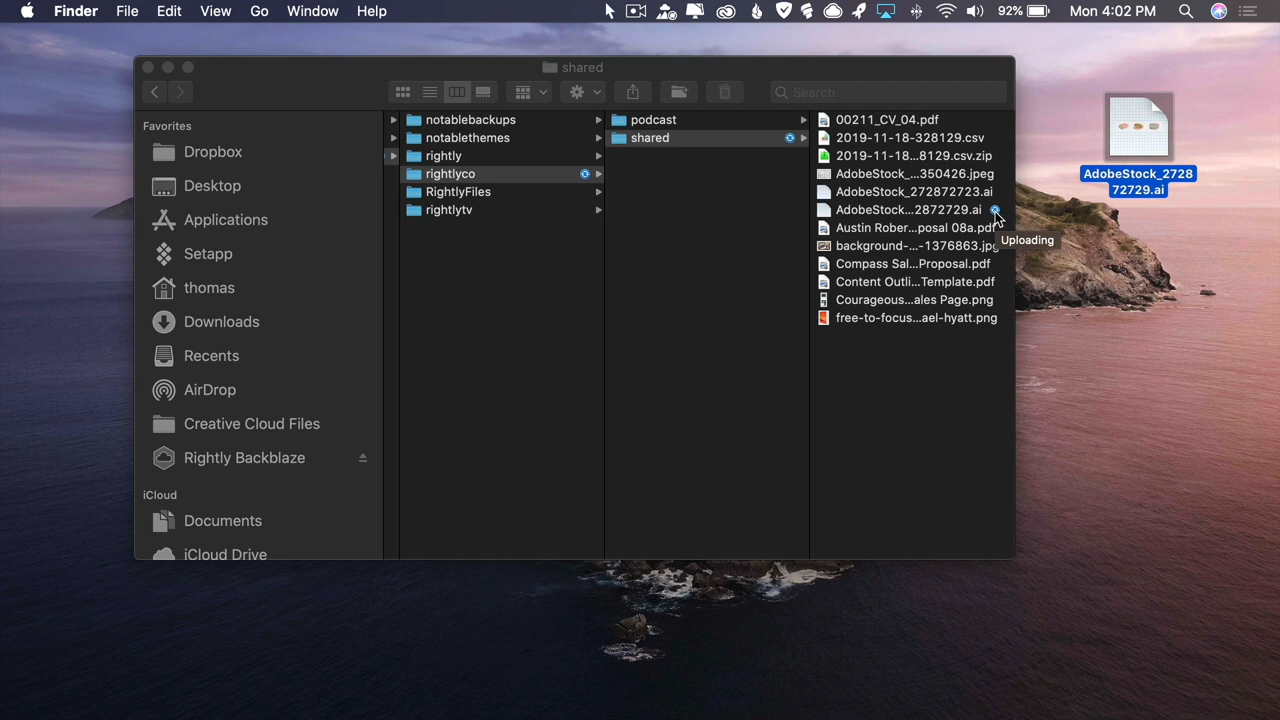 Finder File Edit View Go Window Help 92% Mon 4:02 PM
shared
Search
Favorites
Dropbox
Desktop
Applications
Setapp
thomas
Downloads
Recents
AirDrop
Creative Cloud Files
Rightly Backblaze
iCloud
Documents
iCloud Drive
notablebackups
notablethemes
rightly
rightlyco
RightlyFiles
rightlytv
podcast
shared
00211_CV_04.pdf
2019-11-18-328129.csv
2019-11-18...8129.csv.zip
AdobeStock_...350426.jpeg
AdobeStock_272872723.ai
AdobeStock...2872729.ai
Austin Rober...posal 08a.pdf
background-...-1376863.jpg
Compass Sal...Proposal.pdf
Content Outli...Template.pdf
Courageous...ales Page.png
free-to-focus...ael-hyatt.png
Uploading
AdobeStock_2728
72729.ai